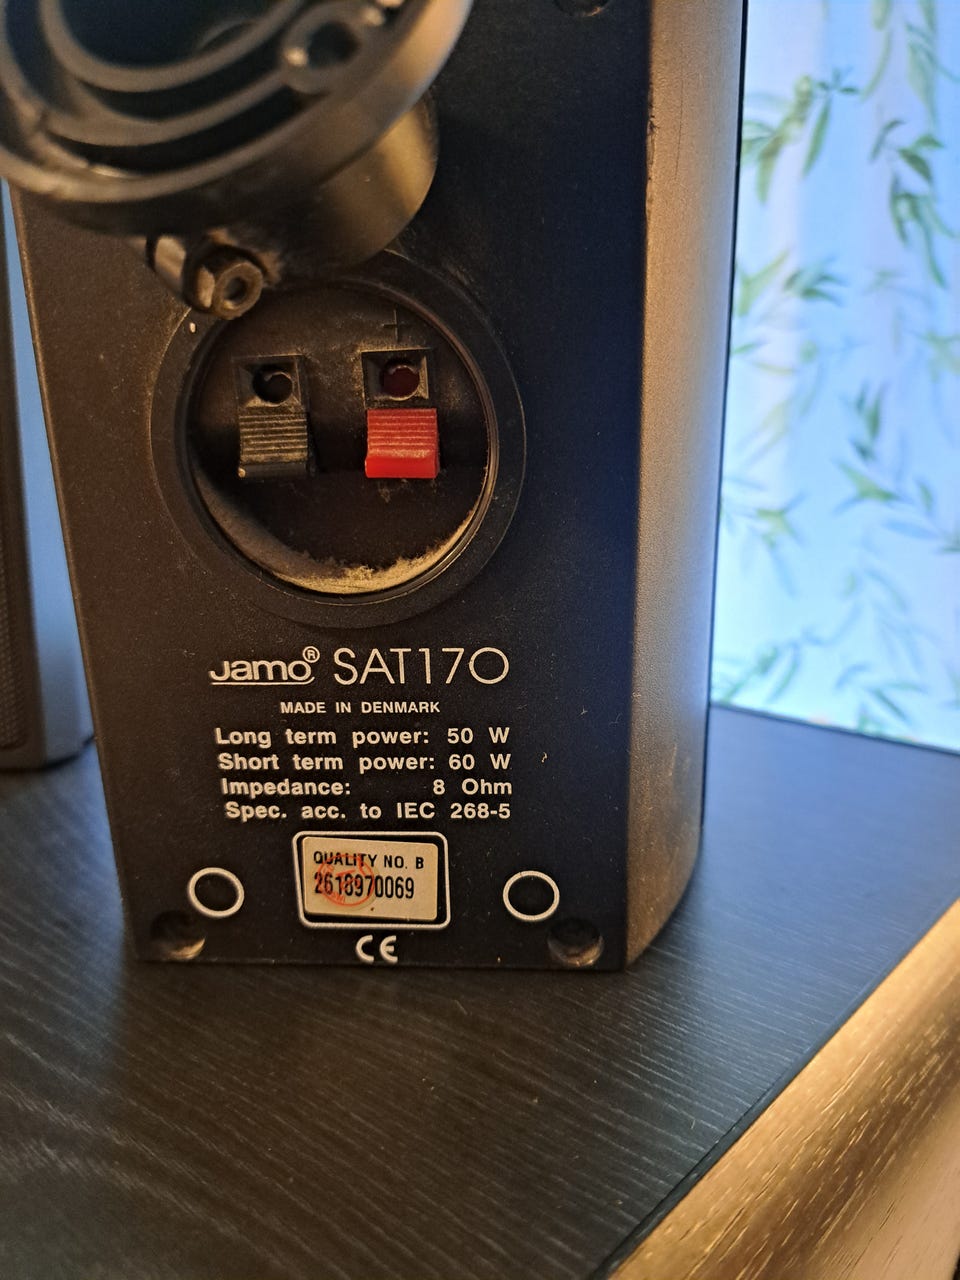 +
Jamo® SAT170
MADE IN DENMARK
Long term power: 50 W
Short term power: 60 W
Impedance: 8 Ohm
Spec. acc. to IEC 268-5
QUALITY NO. B
2618970069
CE